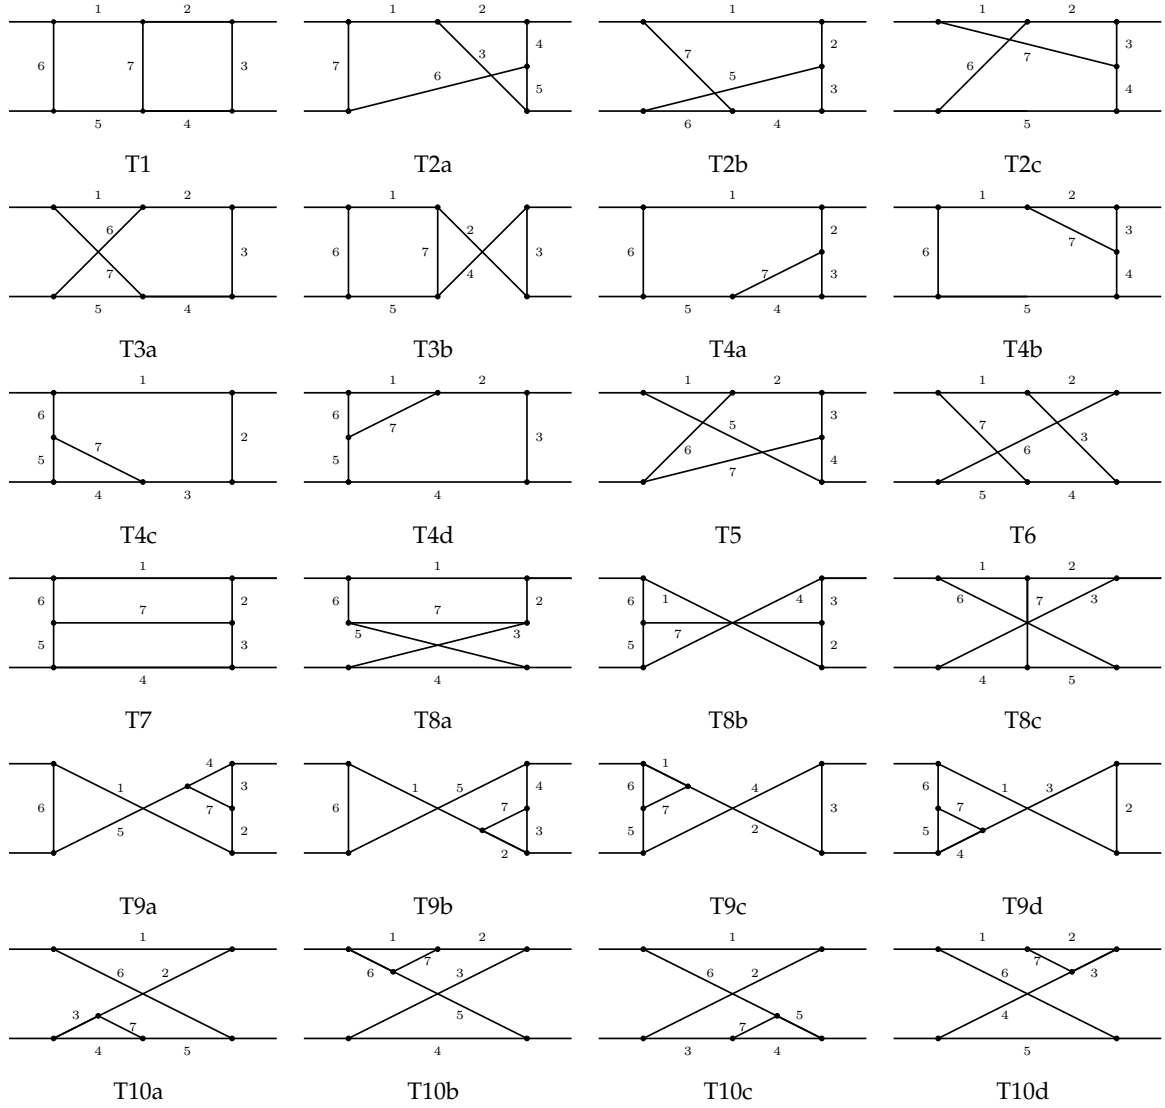 1 2 1 2 1 1 2
6 7 3 7 3 4 6 5 7 5 2 3 6 7 3 4
5 4 6 4 5
T1 T2a T2b T2c
1 2 1 1 2
6 7 3 6 7 2 4 3 6 7 2 3 6 7 3 4
5 4 5 5 4 5
T3a T3b T4a T4b
1 1 2 1 2 1 2
6 5 7 2 6 5 7 3 5 6 7 3 4 7 6 3
4 3 4 5 4
T4c T4d T5 T6
1 1 1 2
6 5 7 2 3 6 5 7 2 3 6 5 1 7 4 3 2 6 7 3
4 4 4 5
T7 T8a T8b T8c
4 1
6 1 5 7 3 2 6 1 5 7 4 3 6 5 7 4 2 3 6 5 7 1 3 2
2 4
T9a T9b T9c T9d
1 1 2 1 1 2
3 6 2 7 6 7 3 5 6 2 7 5 6 7 3 4
4 5 4 3 4 5
T10a T10b T10c T10d